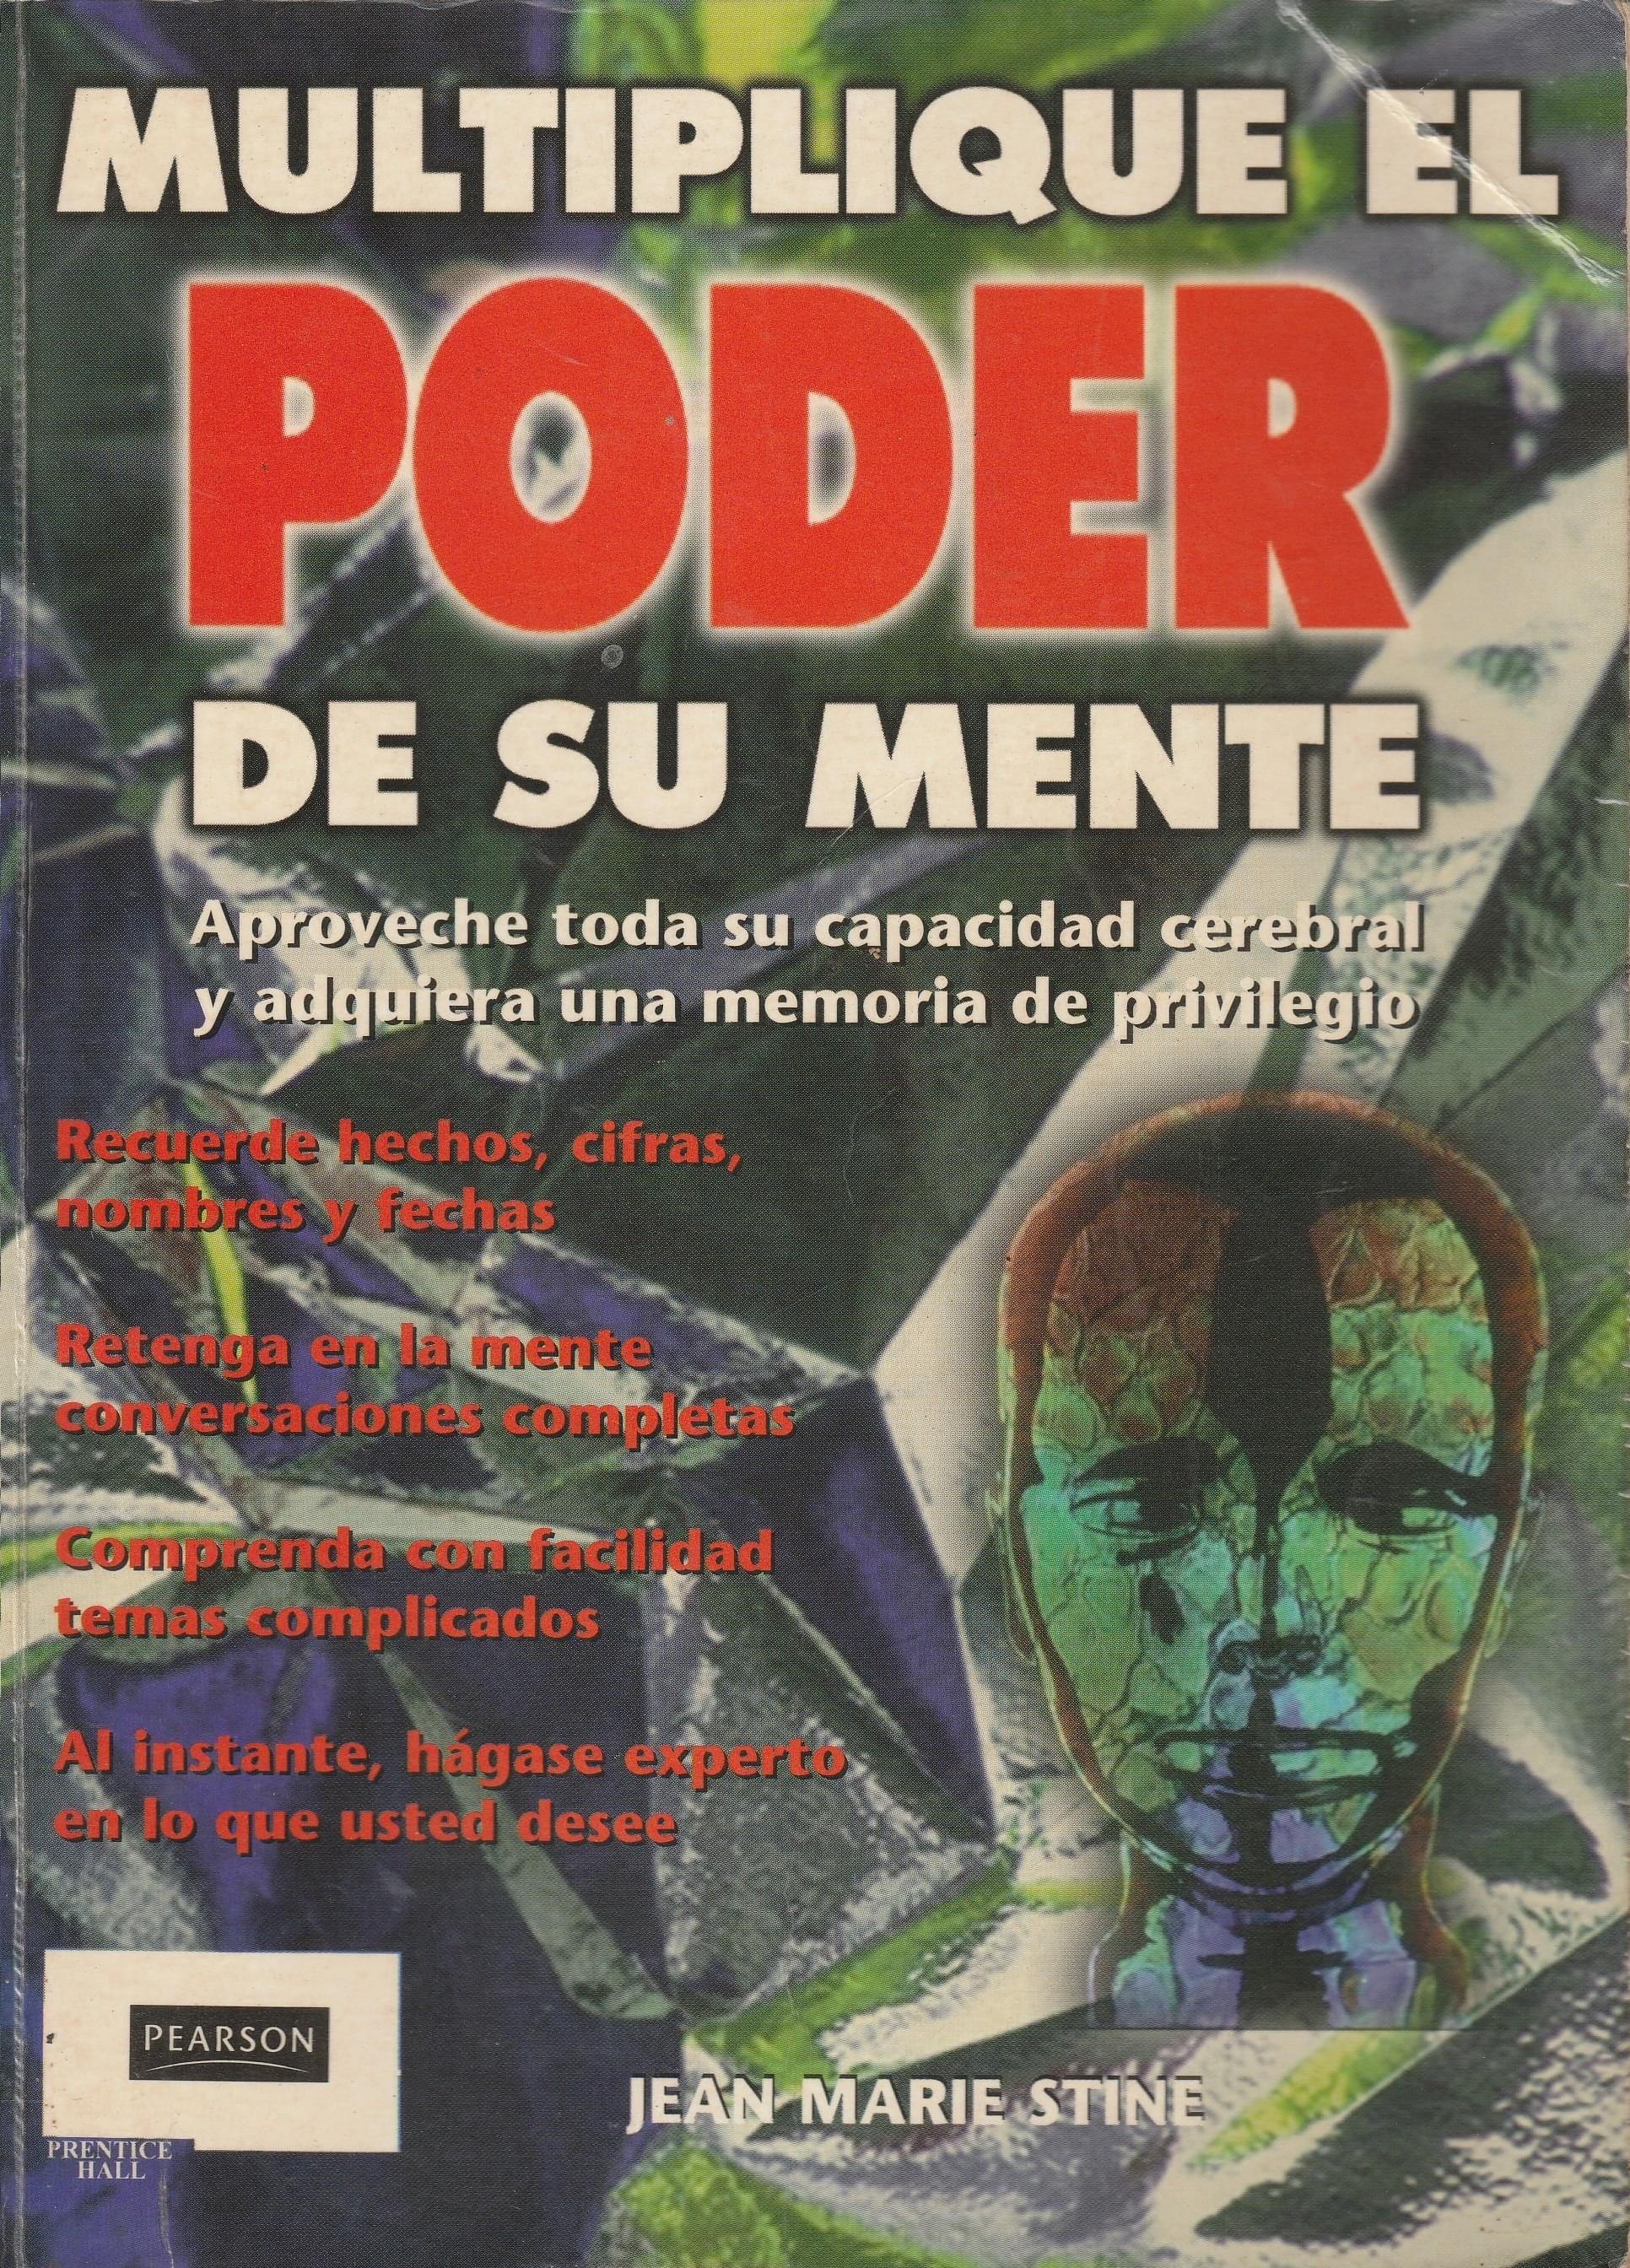 MULTIPLIQUE EL
PODER
DE SU MENTE
Aproveche toda su capacidad cerebral
y adquiera una memoria de privilegio
Recuerde hechos, cifras,
nombres y fechas
Retenga en la mente
conversaciones completas
Comprenda con facilidad
temas complicados
Al instante, hágase experto
en lo que usted desee
PEARSON
PRENTICE
HALL
JEAN MARIE STINE